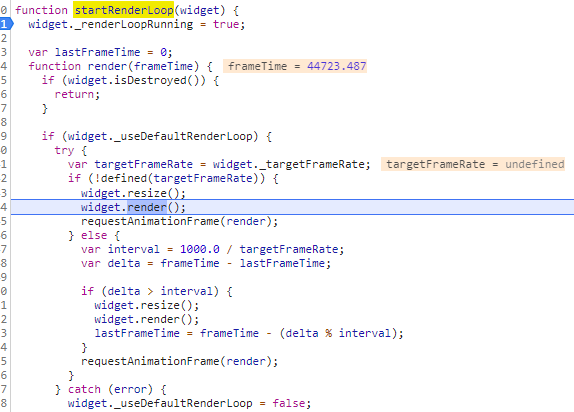 0 function startRenderLoop(widget) {
1 widget._renderLoopRunning = true;
2
3 var lastFrameTime = 0;
4 function render(frameTime) { frameTime = 44723.487
5 if (widget.isDestroyed()) {
6 return;
7 }
8
9 if (widget._useDefaultRenderLoop) {
0 try {
1 var targetFrameRate = widget._targetFrameRate; targetFrameRate = undefined
2 if (!defined(targetFrameRate)) {
3 widget.resize();
4 widget.render();
5 requestAnimationFrame(render);
6 } else {
7 var interval = 1000.0 / targetFrameRate;
8 var delta = frameTime - lastFrameTime;
9
0 if (delta > interval) {
1 widget.resize();
2 widget.render();
3 lastFrameTime = frameTime - (delta % interval);
4 }
5 requestAnimationFrame(render);
6 }
7 } catch (error) {
8 widget._useDefaultRenderLoop = false;